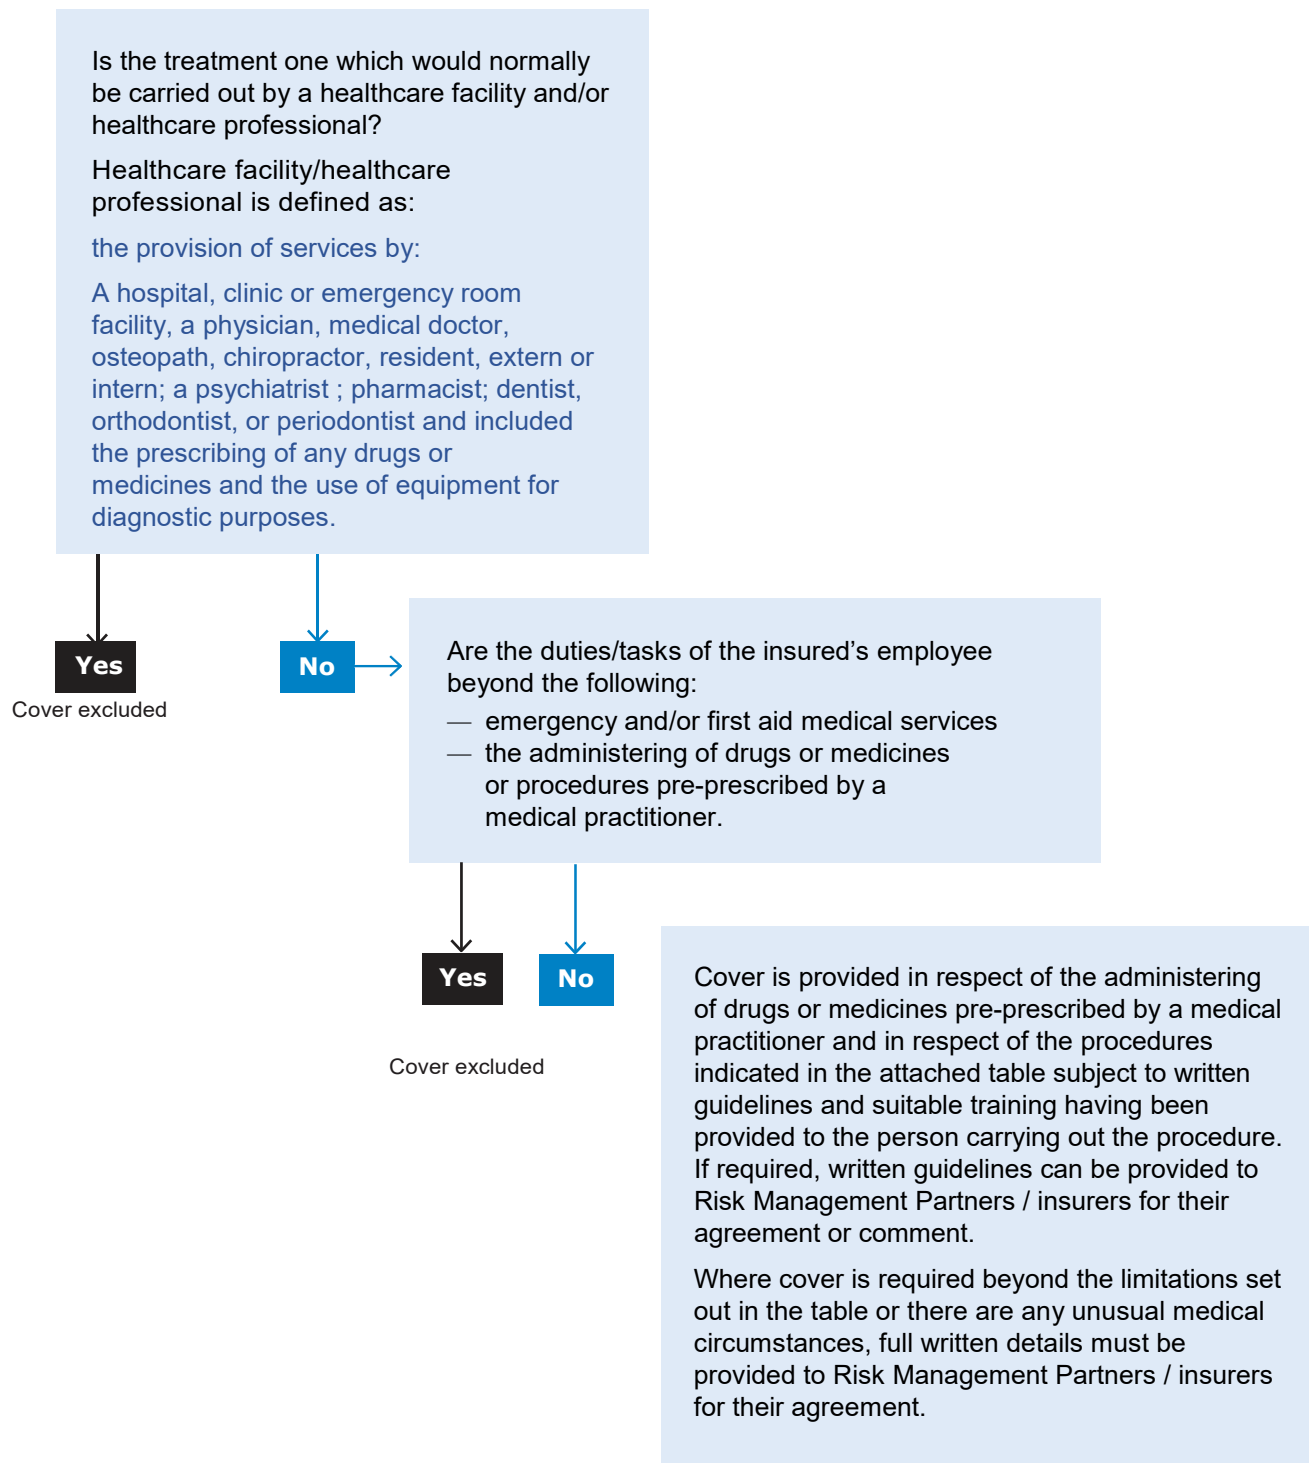 Is the treatment one which would normally
be carried out by a healthcare facility and/or
healthcare professional?
Healthcare facility/healthcare
professional is defined as:
the provision of services by:
A hospital, clinic or emergency room
facility, a physician, medical doctor,
osteopath, chiropractor, resident, extern or
intern; a psychiatrist ; pharmacist; dentist,
orthodontist, or periodontist and included
the prescribing of any drugs or
medicines and the use of equipment for
diagnostic purposes.
Yes
Cover excluded
No
Are the duties/tasks of the insured’s employee
beyond the following:
— emergency and/or first aid medical services
— the administering of drugs or medicines
or procedures pre-prescribed by a
medical practitioner.
Yes
Cover excluded
No
Cover is provided in respect of the administering
of drugs or medicines pre-prescribed by a medical
practitioner and in respect of the procedures
indicated in the attached table subject to written
guidelines and suitable training having been
provided to the person carrying out the procedure.
If required, written guidelines can be provided to
Risk Management Partners / insurers for their
agreement or comment.
Where cover is required beyond the limitations set
out in the table or there are any unusual medical
circumstances, full written details must be
provided to Risk Management Partners / insurers
for their agreement.